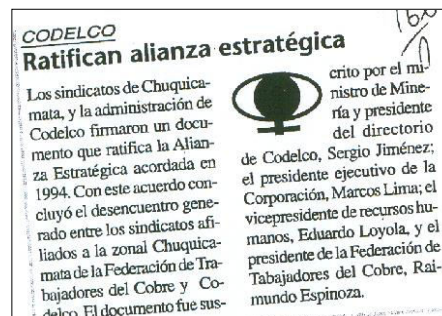 CODELCO
Ratifican alianza estratégica
Los sindicatos de Chuquica-
mata, y la administración de
Codelco firmaron un docu-
mento que ratifica la Alian-
za Estratégica acordada en
1994. Con este acuerdo con-
cluyó el desencuentro gene-
rado entre los sindicatos afi-
liados a la zonal Chuquica-
mata de la Federación de Tra-
bajadores del Cobre y Co-
delco. El documento fue sus-
crito por el mi-
nistro de Mine-
ría y presidente
del directorio
de Codelco, Sergio Jiménez;
el presidente ejecutivo de la
Corporación, Marcos Lima; el
vicepresidente de recursos hu-
manos, Eduardo Loyola, y el
presidente de la Federación de
Tabajadores del Cobre, Rai-
mundo Espinoza.